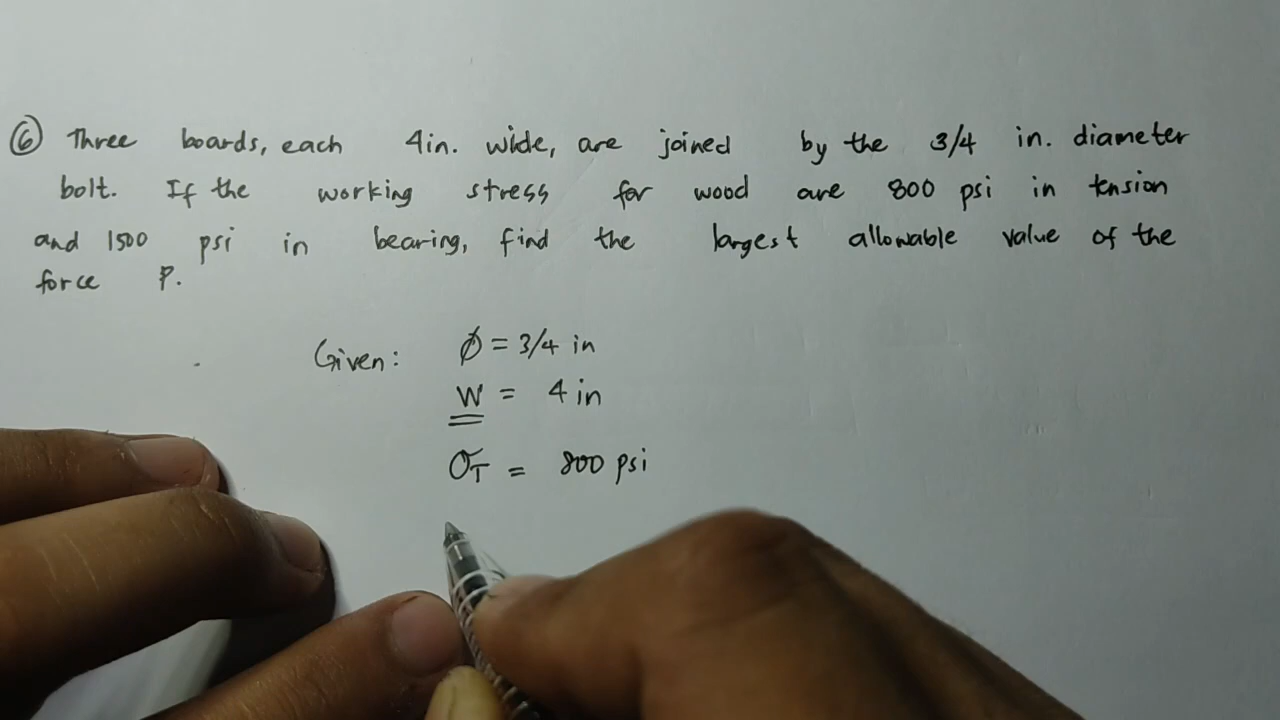 ⑥ Three boards, each 4in. wide, are joined by the 3/4 in. diameter
bolt. If the working stress for wood are 800 psi in tension
and 1500 psi in bearing, find the largest allowable value of the
force P.
Given: ∅ = 3/4 in
W = 4 in
σT = 800 psi